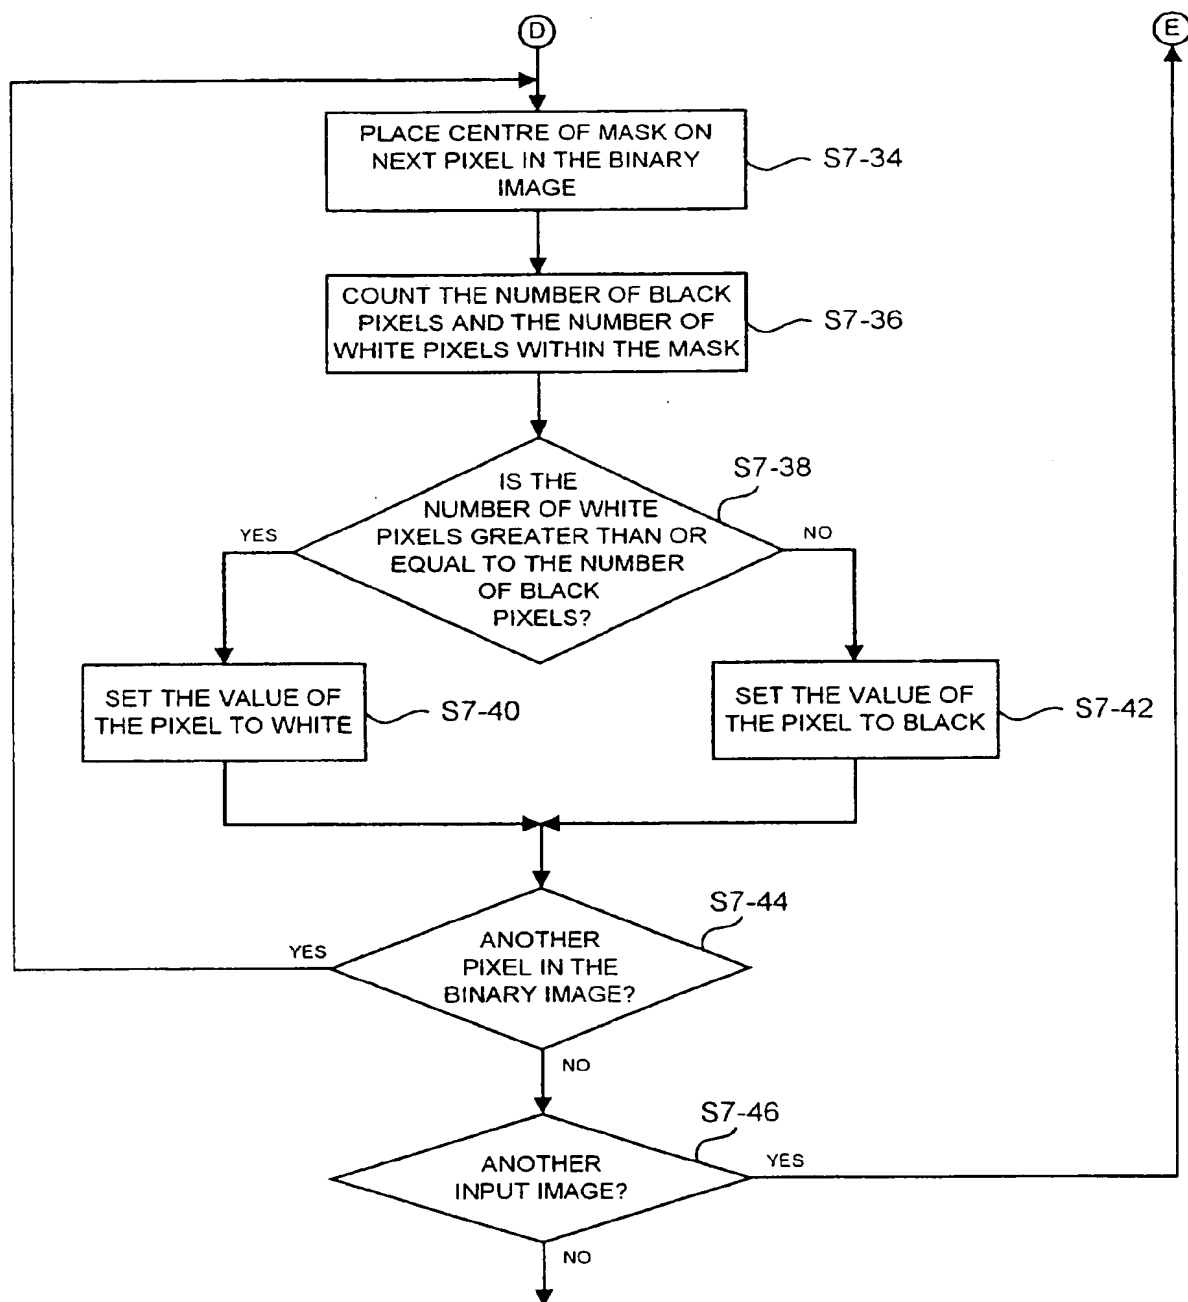 D
E
PLACE CENTRE OF MASK ON
NEXT PIXEL IN THE BINARY
IMAGE
S7-34
COUNT THE NUMBER OF BLACK
PIXELS AND THE NUMBER OF
WHITE PIXELS WITHIN THE MASK
S7-36
IS THE
NUMBER OF WHITE
PIXELS GREATER THAN OR
EQUAL TO THE NUMBER
OF BLACK
PIXELS?
S7-38
YES
NO
SET THE VALUE OF
THE PIXEL TO WHITE
S7-40
SET THE VALUE OF
THE PIXEL TO BLACK
S7-42
ANOTHER
PIXEL IN THE
BINARY IMAGE?
S7-44
YES
NO
ANOTHER
INPUT IMAGE?
S7-46
YES
NO